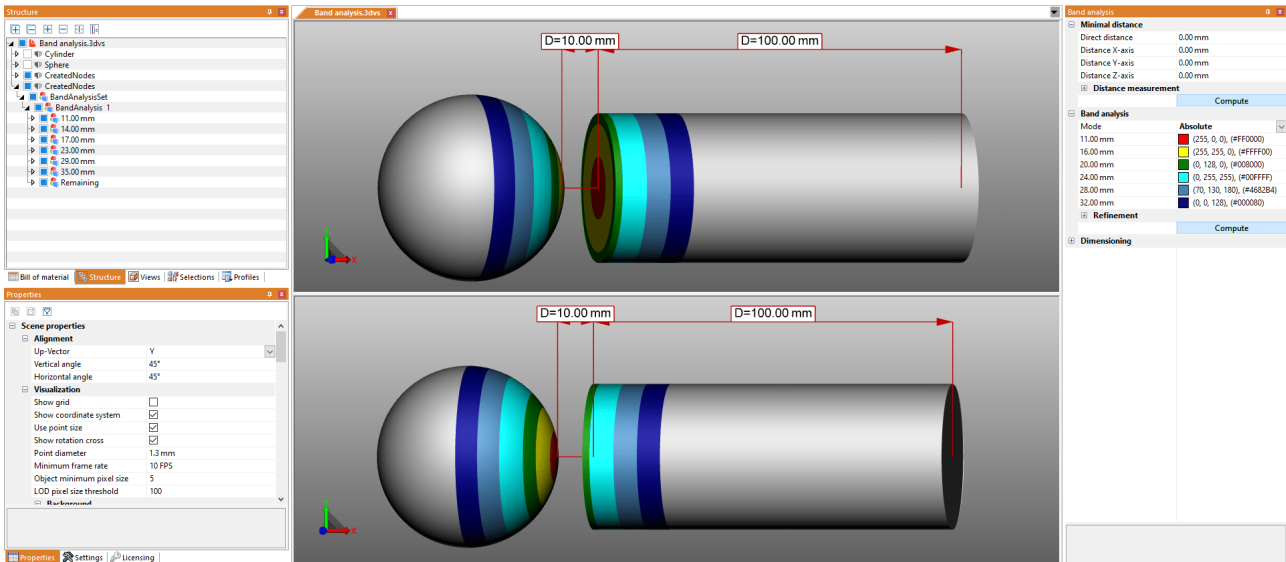 Structure
Band analysis.3dvs
Cylinder
Sphere
CreatedNodes
CreatedNodes
BandAnalysisSet
BandAnalysis 1
11.00 mm
14.00 mm
17.00 mm
23.00 mm
29.00 mm
35.00 mm
Remaining
Bill of material
Structure
Views
Selections
Profiles
Properties
Scene properties
Alignment
Up-Vector Y
Vertical angle 45°
Horizontal angle 45°
Visualization
Show grid
Show coordinate system
Use point size
Show rotation cross
Point diameter 1.3 mm
Minimum frame rate 10 FPS
Object minimum pixel size 5
LOD pixel size threshold 100
Background
Properties
Settings
Licensing
Band analysis.3dvs
D=10.00 mm
D=100.00 mm
Y
X
D=10.00 mm
D=100.00 mm
X
Band analysis
Minimal distance
Direct distance 0.00 mm
Distance X-axis 0.00 mm
Distance Y-axis 0.00 mm
Distance Z-axis 0.00 mm
Distance measurement
Compute
Band analysis
Mode Absolute
11.00 mm (255, 0, 0), (#FF0000)
16.00 mm (255, 255, 0), (#FFFF00)
20.00 mm (0, 128, 0), (#008000)
24.00 mm (0, 255, 255), (#00FFFF)
28.00 mm (70, 130, 180), (#4682B4)
32.00 mm (0, 0, 128), (#000080)
Refinement
Compute
Dimensioning